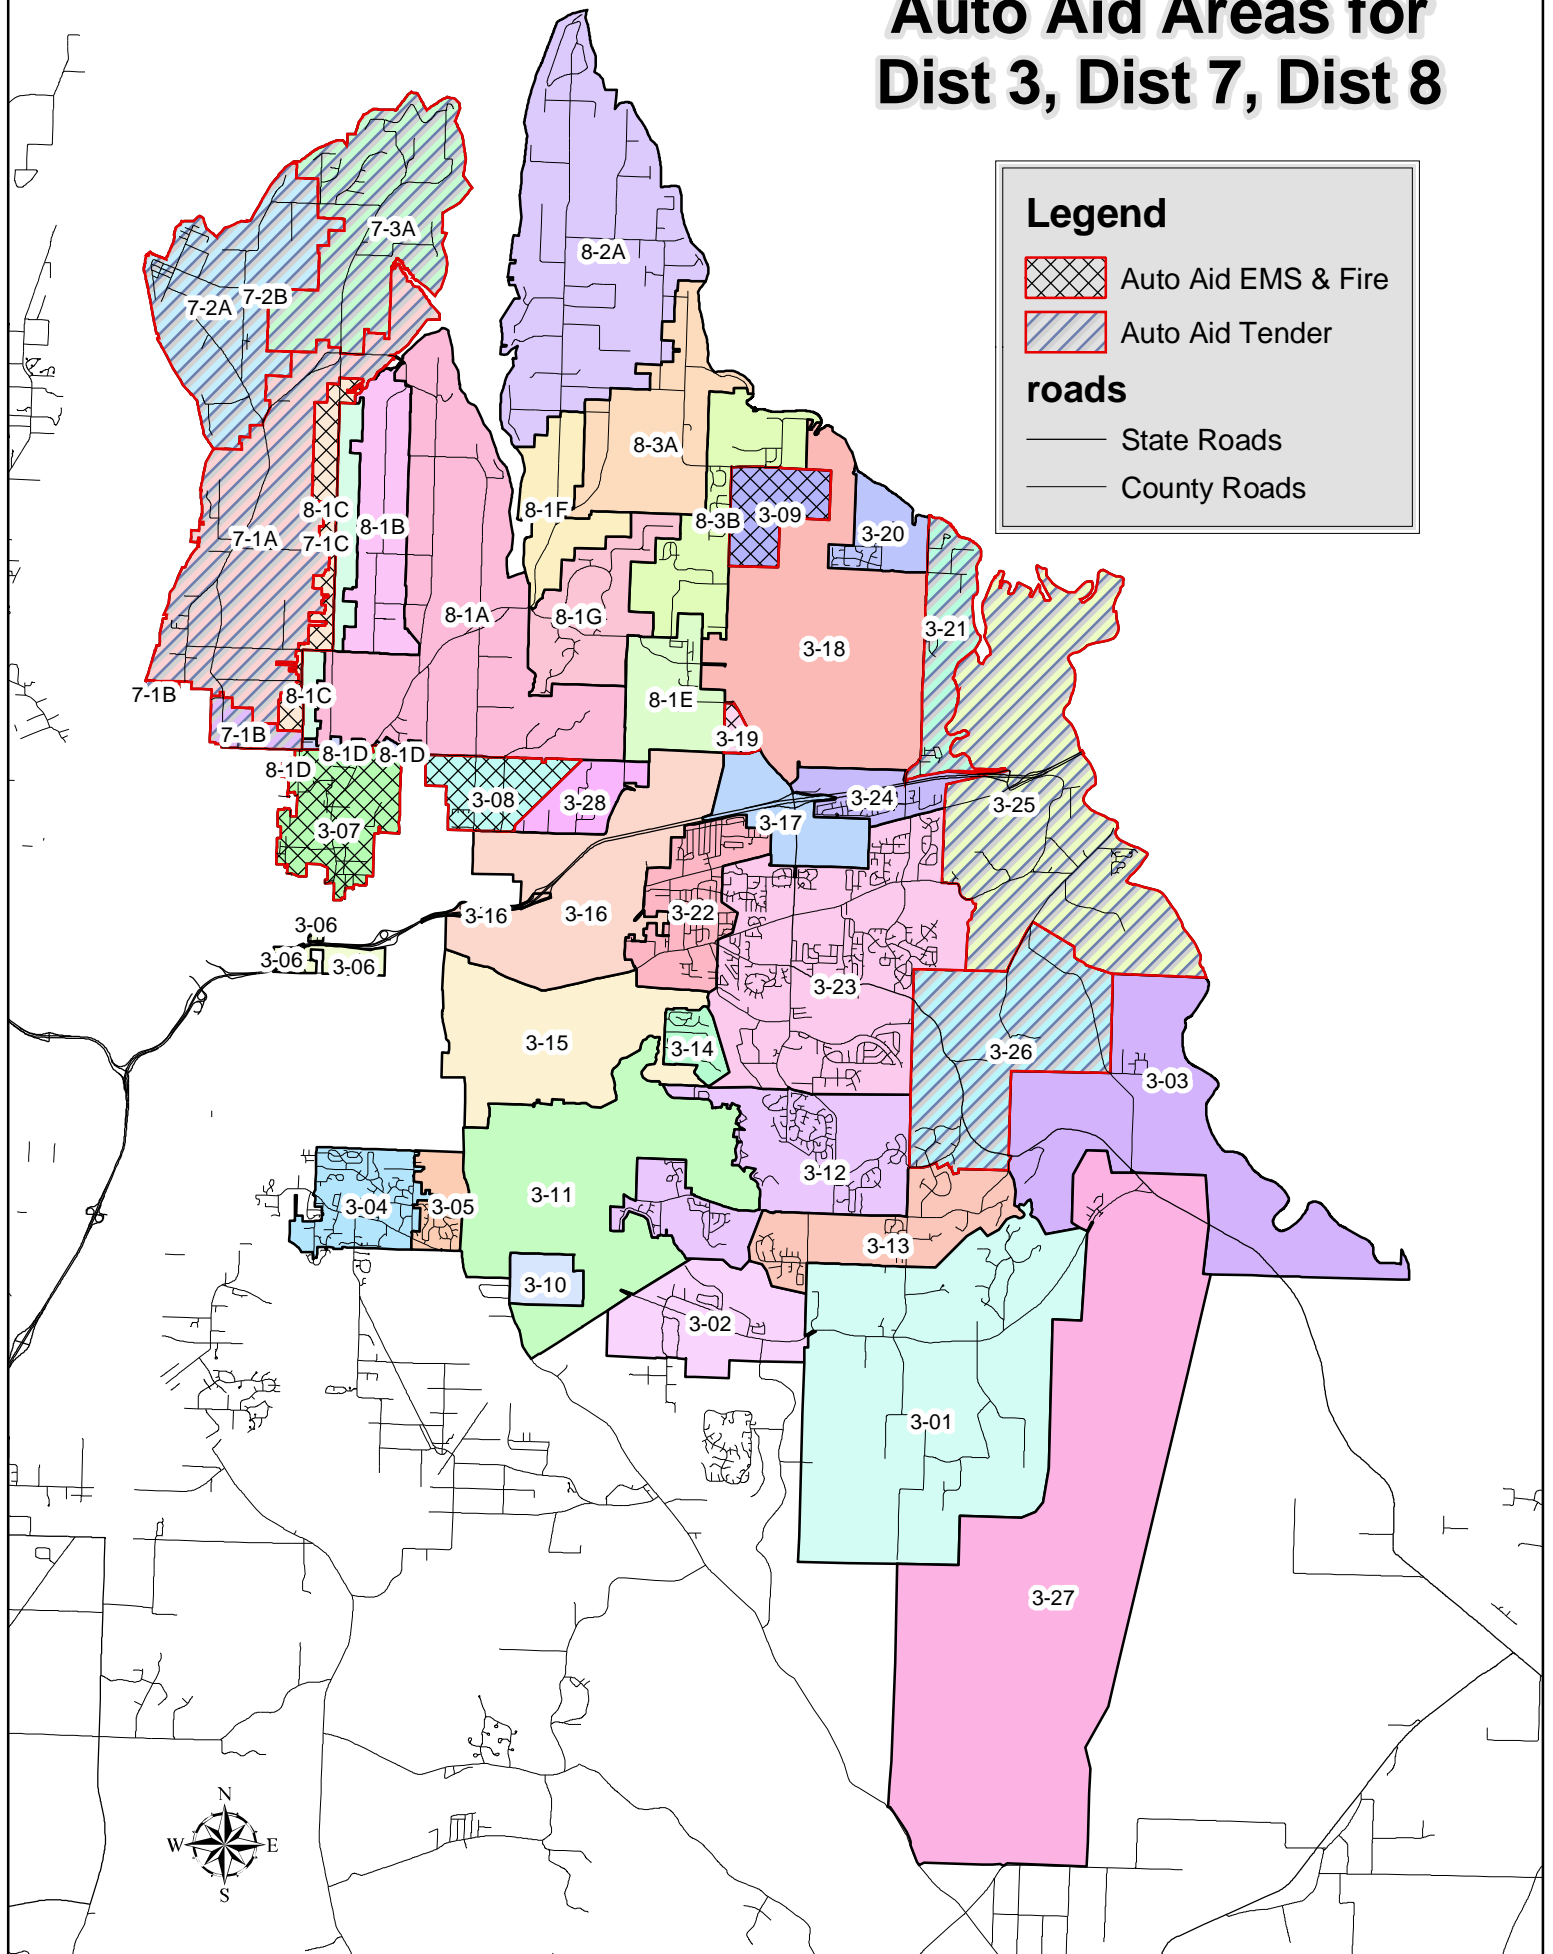 Auto Aid Areas for
Dist 3, Dist 7, Dist 8
Legend
Auto Aid EMS & Fire
Auto Aid Tender
roads
State Roads
County Roads
7-3A
8-2A
7-2A
7-2B
8-3A
8-1C
8-1B
8-1F
8-3B
3-09
3-20
7-1A
7-1C
8-1A
8-1G
3-18
3-21
7-1B
8-1C
8-1E
7-1B
3-19
8-1D
8-1D
8-1D
3-08
3-28
3-24
3-25
3-07
3-17
3-16
3-16
3-22
3-06
3-06
3-06
3-23
3-15
3-14
3-26
3-03
3-12
3-04
3-05
3-11
3-13
3-10
3-02
3-01
3-27
N
W
E
S